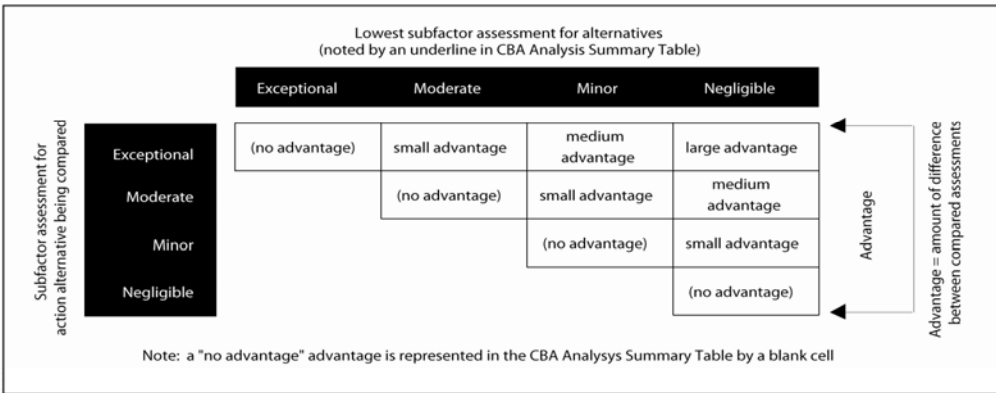 Lowest subfactor assessment for alternatives
(noted by an underline in CBA Analysis Summary Table)
Exceptional Moderate Minor Negligible
Subfactor assessment for
action alternative being compared
Exceptional (no advantage) small advantage medium advantage large advantage
Moderate (no advantage) small advantage medium advantage
Minor (no advantage) small advantage
Negligible (no advantage)
Advantage
Advantage = amount of difference
between compared assessments
Note: a "no advantage" advantage is represented in the CBA Analysys Summary Table by a blank cell